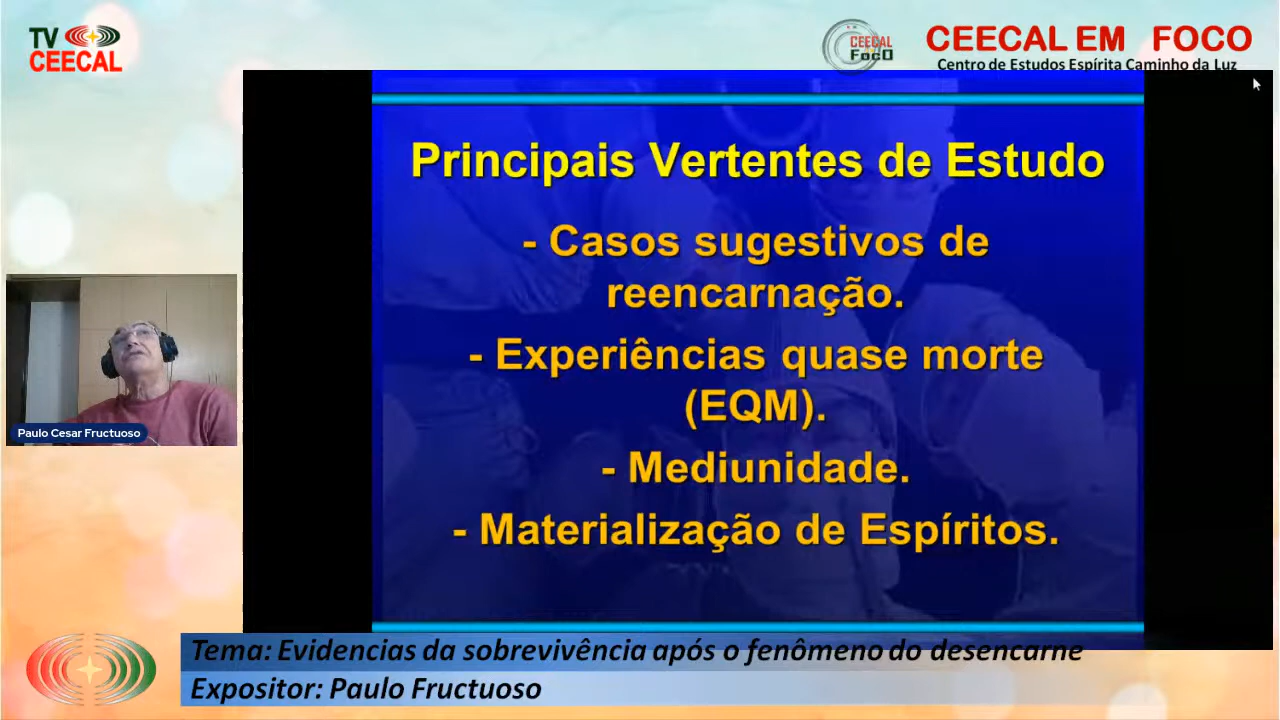 TV
CEECAL
CEECAL
FocO
CEECAL EM FOCO
Centro de Estudos Espírita Caminho da Luz
Principais Vertentes de Estudo
- Casos sugestivos de
reencarnação.
- Experiências quase morte
(EQM).
- Mediunidade.
- Materialização de Espíritos.
Paulo Cesar Fructuoso
Tema: Evidencias da sobrevivência após o fenômeno do desencarne
Expositor: Paulo Fructuoso